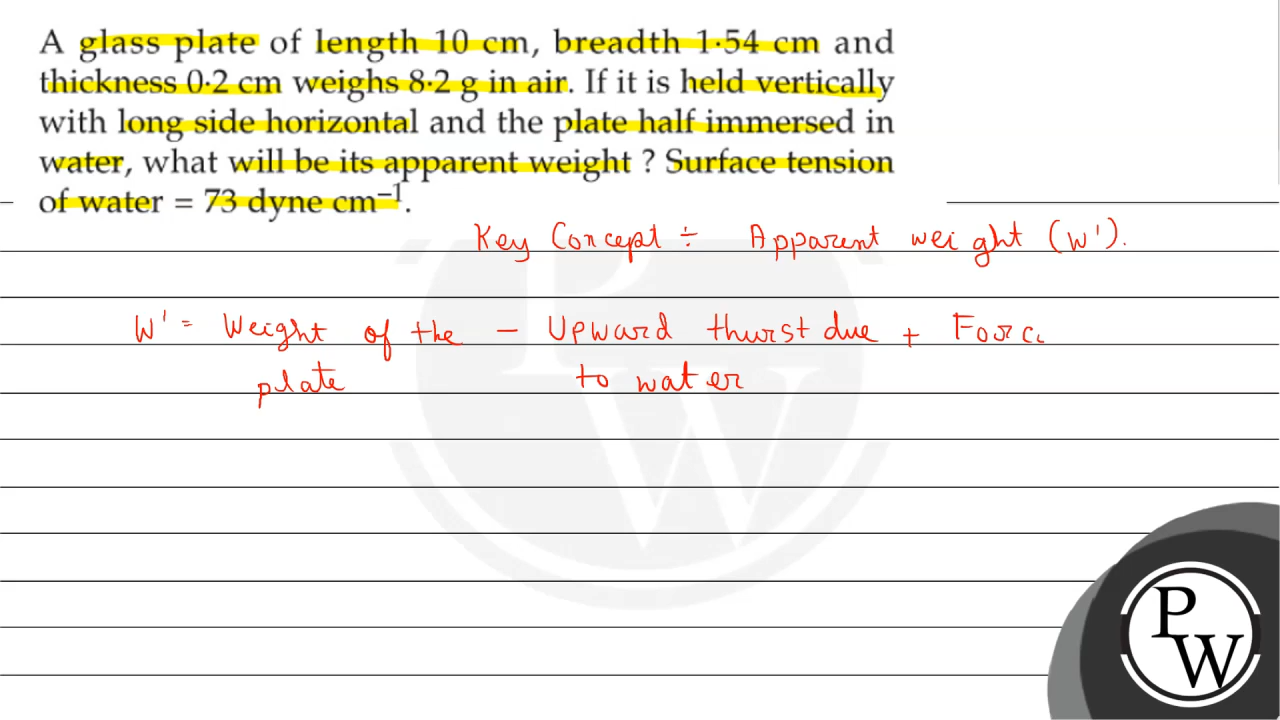 A glass plate of length 10 cm, breadth 1·54 cm and
thickness 0·2 cm weighs 8·2 g in air. If it is held vertically
with long side horizontal and the plate half immersed in
water, what will be its apparent weight ? Surface tension
of water = 73 dyne cm⁻¹.
Key Concept ÷ Apparent weight (W').
W' = Weight of the - Upward thurst due + Forc
plate to water
P
W